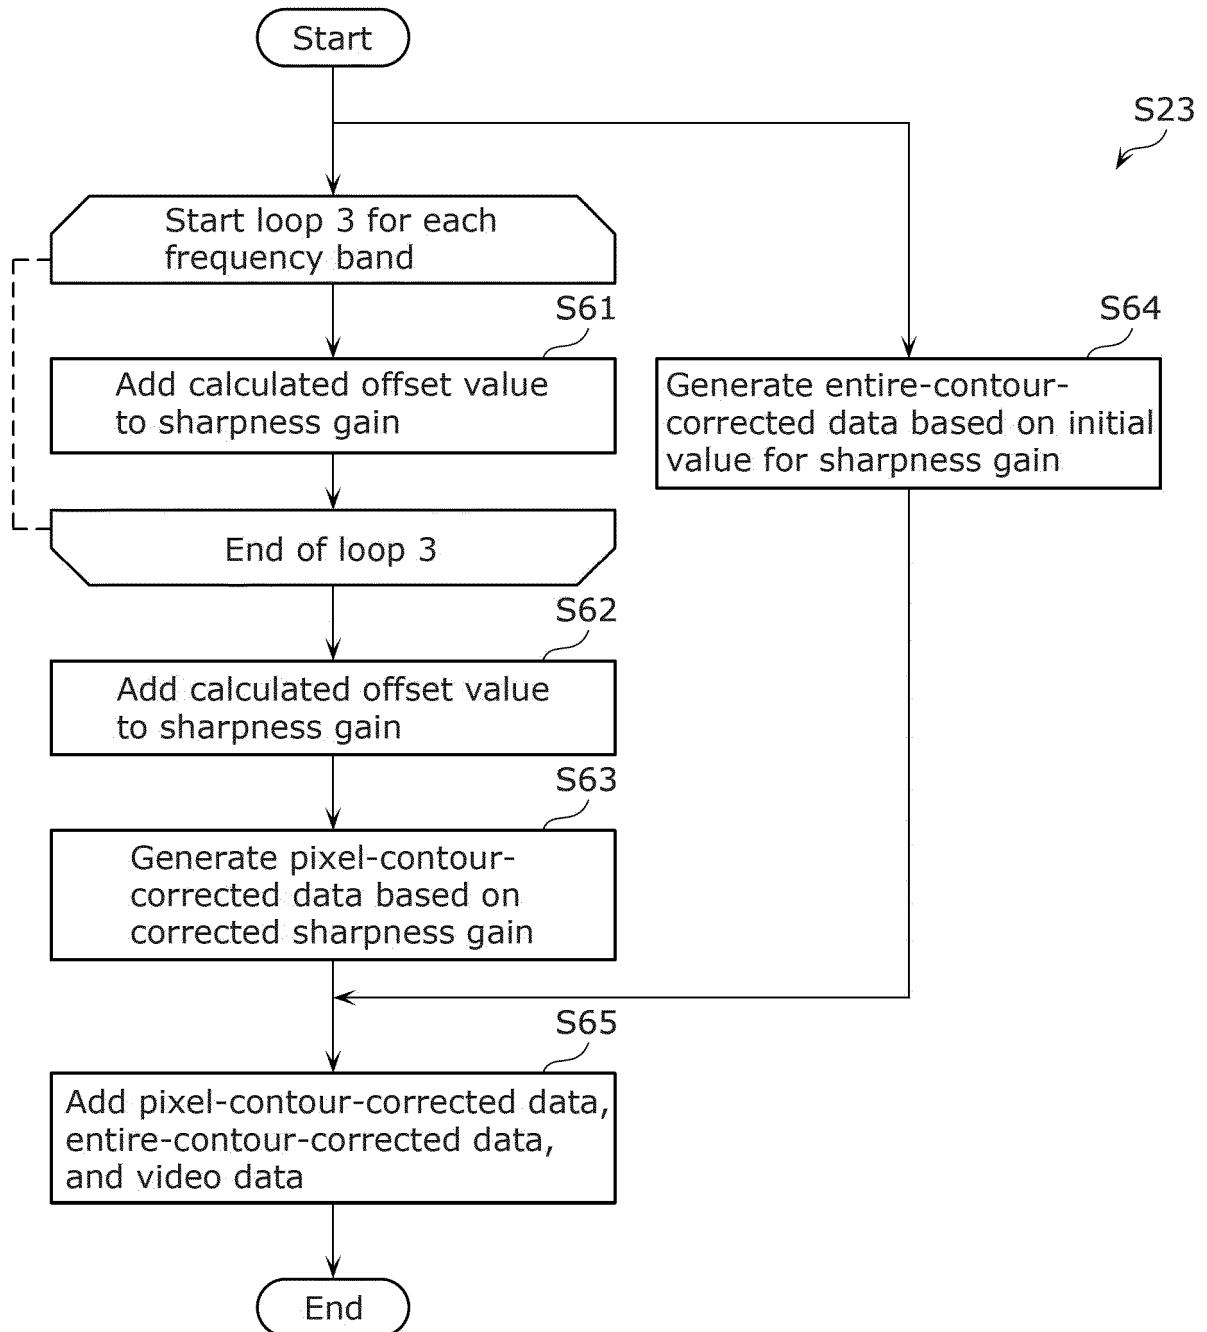 Start
S23
Start loop 3 for each
frequency band
S61
Add calculated offset value
to sharpness gain
S64
Generate entire-contour-
corrected data based on initial
value for sharpness gain
End of loop 3
S62
Add calculated offset value
to sharpness gain
S63
Generate pixel-contour-
corrected data based on
corrected sharpness gain
S65
Add pixel-contour-corrected data,
entire-contour-corrected data,
and video data
End